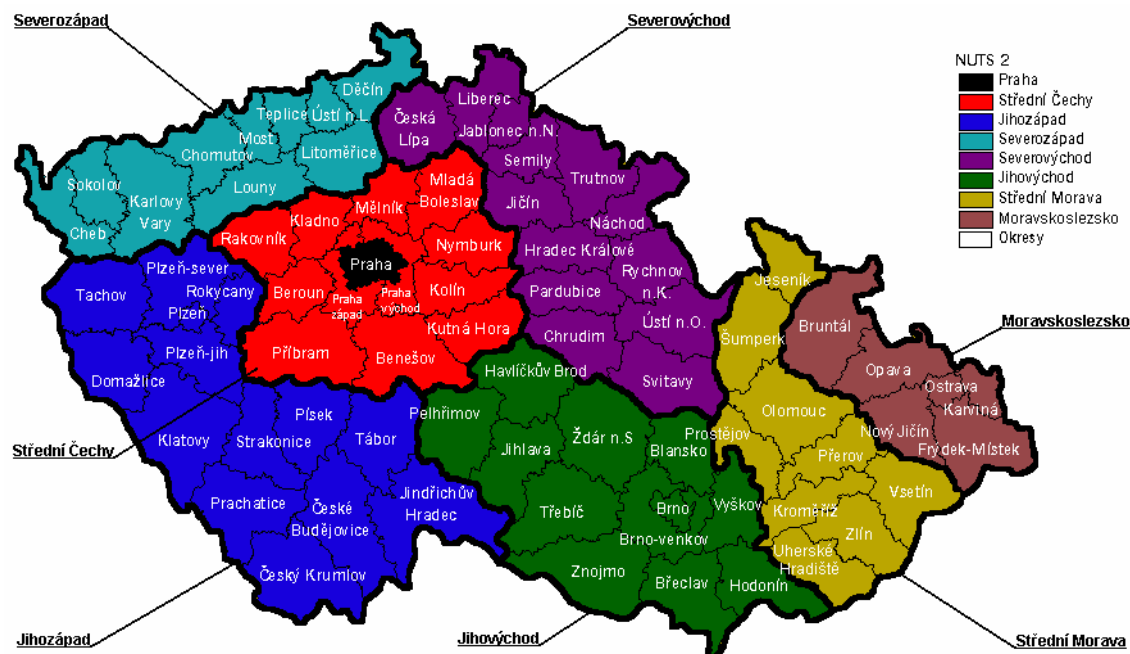 Severozápad
Severovýchod
NUTS 2
Praha
Střední Čechy
Jihozápad
Severozápad
Severovýchod
Jihovýchod
Střední Morava
Moravskoslezsko
Okresy
Děčín
Teplice
Ústí n.L.
Most
Chomutov
Litoměřice
Sokolov
Karlovy
Vary
Louny
Cheb
Liberec
Česká
Lípa
Jablonec n.N.
Semily
Trutnov
Jičín
Náchod
Hradec Králové
Rychnov
n.K.
Pardubice
Ústí n.O.
Chrudim
Svitavy
Mladá
Boleslav
Mělník
Kladno
Rakovník
Nymburk
Praha
Beroun
Praha
západ
Praha
východ
Kolín
Kutná Hora
Příbram
Benešov
Plzeň-sever
Tachov
Rokycany
Plzeň
Plzeň-jih
Domažlice
Klatovy
Písek
Strakonice
Tábor
Prachatice
České
Budějovice
Jindřichův
Hradec
Český Krumlov
Havlíčkův Brod
Pelhřimov
Jihlava
Ždár n.S
Blansko
Třebíč
Brno
Vyškov
Brno-venkov
Znojmo
Břeclav
Hodonín
Jeseník
Šumperk
Olomouc
Prostějov
Přerov
Vsetín
Kroměříž
Zlín
Uherské
Hradiště
Bruntál
Opava
Ostrava
Karviná
Nový Jičín
Frýdek-Místek
Moravskoslezsko
Střední Čechy
Jihozápad
Jihovýchod
Střední Morava